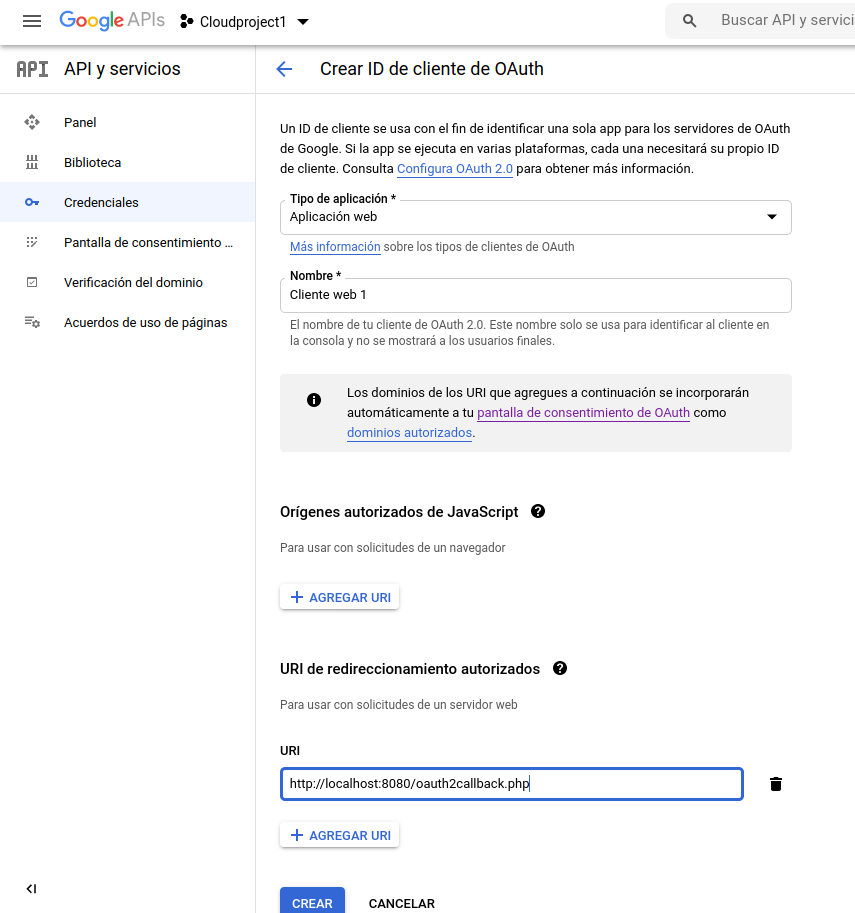 Google APIs
Cloudproject1
Buscar API y servici
API
API y servicios
Crear ID de cliente de OAuth
Panel
Biblioteca
Credenciales
Pantalla de consentimiento ...
Verificación del dominio
Acuerdos de uso de páginas
Un ID de cliente se usa con el fin de identificar una sola app para los servidores de OAuth
de Google. Si la app se ejecuta en varias plataformas, cada una necesitará su propio ID
de cliente. Consulta Configura OAuth 2.0 para obtener más información.
Tipo de aplicación *
Aplicación web
Más información sobre los tipos de clientes de OAuth
Nombre *
Cliente web 1
El nombre de tu cliente de OAuth 2.0. Este nombre solo se usa para identificar al cliente en
la consola y no se mostrará a los usuarios finales.
Los dominios de los URI que agregues a continuación se incorporarán
automáticamente a tu pantalla de consentimiento de OAuth como
dominios autorizados.
Orígenes autorizados de JavaScript
Para usar con solicitudes de un navegador
AGREGAR URI
URI de redireccionamiento autorizados
Para usar con solicitudes de un servidor web
URI
http://localhost:8080/oauth2callback.php
AGREGAR URI
CREAR
CANCELAR